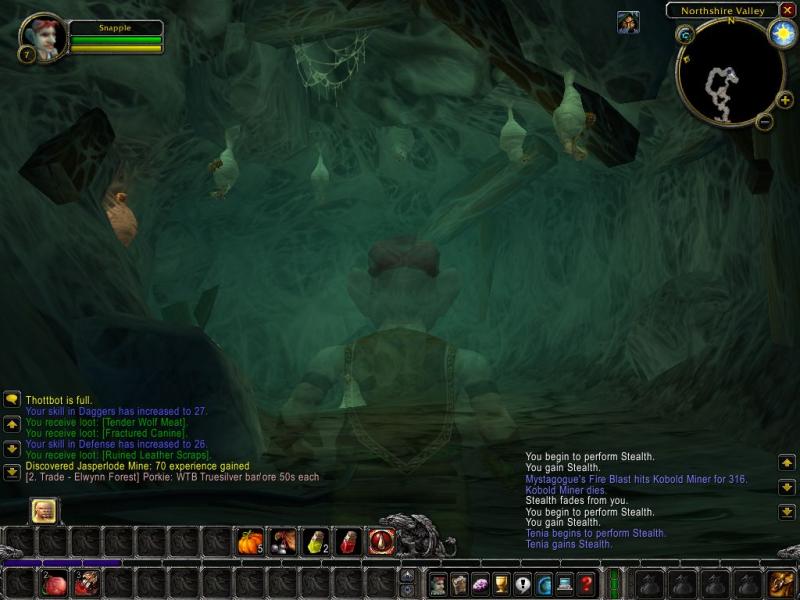 Snapple
7
Northshire Valley
N
Thottbot is full.
Your skill in Daggers has increased to 27.
You receive loot: [Tender Wolf Meat].
You receive loot: [Fractured Canine].
Your skill in Defense has increased to 26.
You receive loot: [Ruined Leather Scraps].
Discovered Jasperlode Mine: 70 experience gained
[2. Trade - Elwynn Forest] Porkie: WTB Truesilver bar/ore 50s each
You begin to perform Stealth.
You gain Stealth.
Mystagogue's Fire Blast hits Kobold Miner for 316.
Kobold Miner dies.
Stealth fades from you.
You begin to perform Stealth.
You gain Stealth.
Tenia begins to perform Stealth.
Tenia gains Stealth.
5
2
2